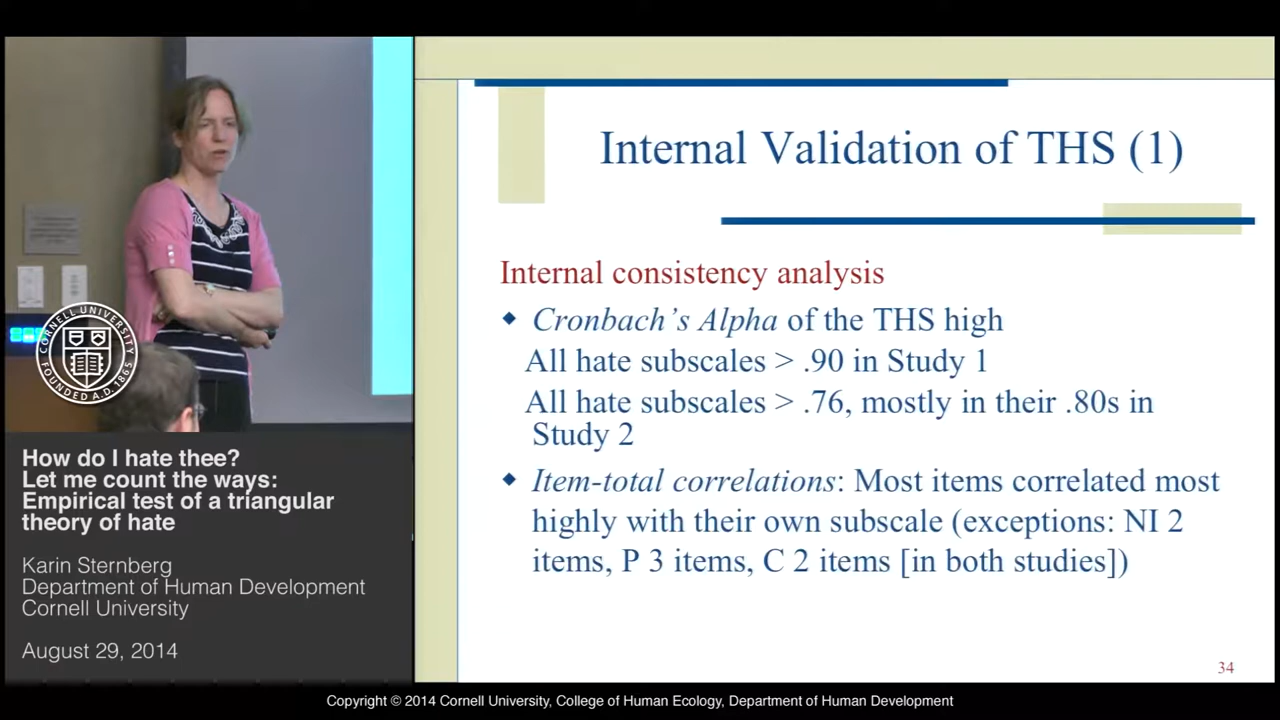 Internal Validation of THS (1)
Internal consistency analysis
◆ Cronbach's Alpha of the THS high
All hate subscales > .90 in Study 1
All hate subscales > .76, mostly in their .80s in
Study 2
◆ Item-total correlations: Most items correlated most
highly with their own subscale (exceptions: NI 2
items, P 3 items, C 2 items [in both studies])
34
CORNELL UNIVERSITY
FOUNDED A.D. 1865
How do I hate thee?
Let me count the ways:
Empirical test of a triangular
theory of hate
Karin Sternberg
Department of Human Development
Cornell University
August 29, 2014
Copyright © 2014 Cornell University, College of Human Ecology, Department of Human Development